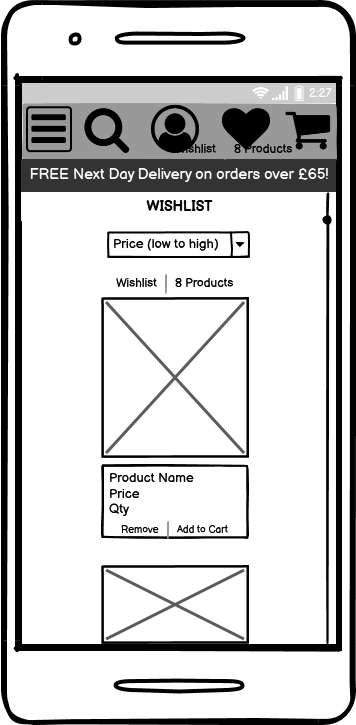 2:27
ishlist 8 Products
FREE Next Day Delivery on orders over £65!
WISHLIST
Price (low to high)
Wishlist 8 Products
Product Name
Price
Qty
Remove Add to Cart